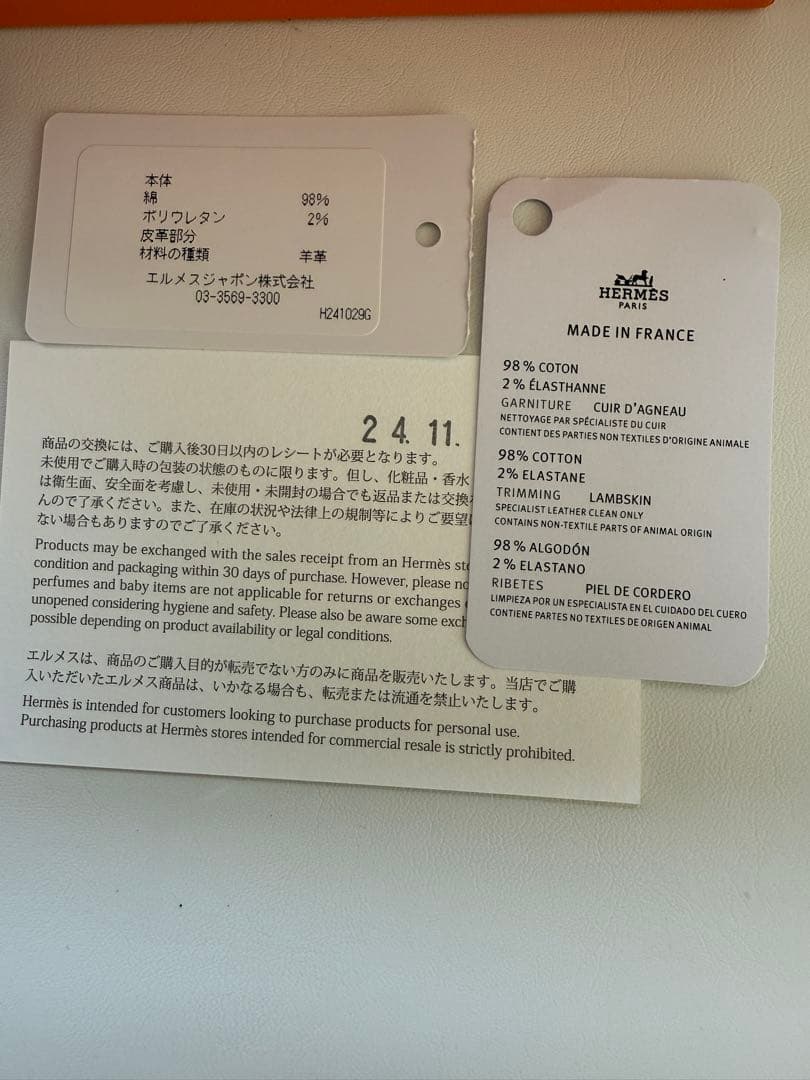 本体
綿 98%
ポリウレタン 2%
皮革部分
材料の種類 羊革
エルメスジャポン株式会社
03-3569-3300
H241029G
HERMÈS
PARIS
MADE IN FRANCE
98 % COTON
2 % ÉLASTHANNE
GARNITURE CUIR D'AGNEAU
NETTOYAGE PAR SPÉCIALISTE DU CUIR
CONTIENT DES PARTIES NON TEXTILES D'ORIGINE ANIMALE
98% COTTON
2% ELASTANE
TRIMMING LAMBSKIN
SPECIALIST LEATHER CLEAN ONLY
CONTAINS NON-TEXTILE PARTS OF ANIMAL ORIGIN
98 % ALGODÓN
2 % ELASTANO
RIBETES PIEL DE CORDERO
LIMPIEZA POR UN ESPECIALISTA EN EL CUIDADO DEL CUERO
CONTIENE PARTES NO TEXTILES DE ORIGEN ANIMAL
24.11.
商品の交換には、ご購入後30日以内のレシートが必要となります。
未使用でご購入時の包装の状態のものに限ります。但し、化粧品・香水
は衛生面、安全面を考慮し、未使用・未開封の場合でも返品または交換
んので了承ください。また、在庫の状況や法律上の規制等によりご要望
ない場合もありますのでご了承ください。
Products may be exchanged with the sales receipt from an Hermès
condition and packaging within 30 days of purchase. However, please
perfumes and baby items are not applicable for returns or exchanges
unopened considering hygiene and safety. Please also be aware some
possible depending on product availability or legal conditions.
エルメスは、商品のご購入目的が転売でない方のみに商品を販売いたします。当店でご購
入いただいたエルメス商品は、いかなる場合も、転売または流通を禁止いたします。
Hermès is intended for customers looking to purchase products for personal use.
Purchasing products at Hermès stores intended for commercial resale is strictly prohibited.